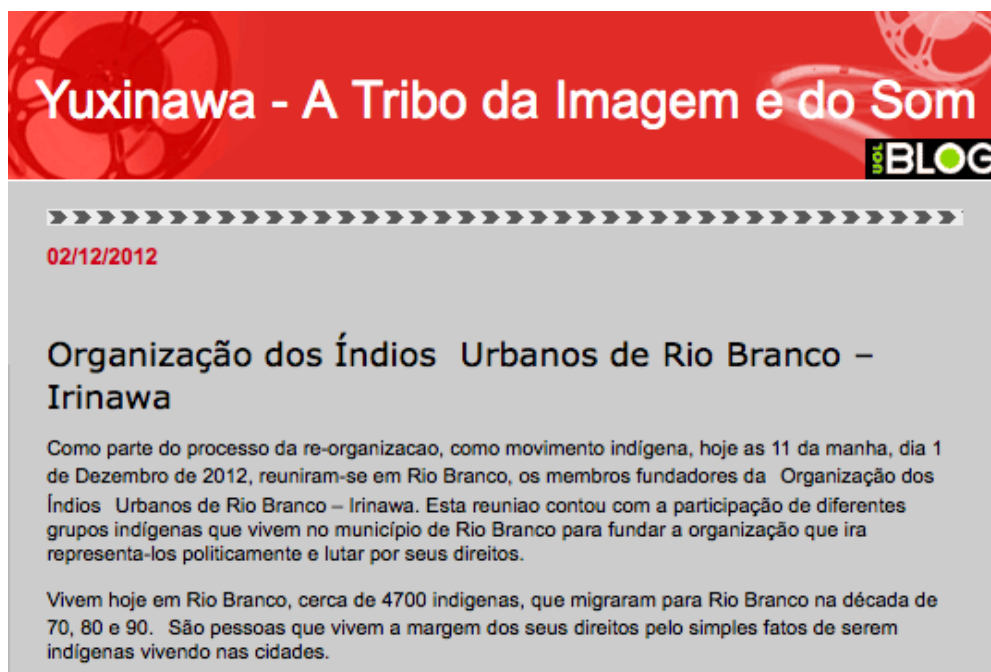 Yuxinawa - A Tribo da Imagem e do Som
UOL BLOG
02/12/2012
Organização dos Índios  Urbanos de Rio Branco –
Irinawa
Como parte do processo da re-organizacao, como movimento indígena, hoje as 11 da manha, dia 1
de Dezembro de 2012, reuniram-se em Rio Branco, os membros fundadores da  Organização dos
Índios  Urbanos de Rio Branco – Irinawa. Esta reuniao contou com a participação de diferentes
grupos indígenas que vivem no município de Rio Branco para fundar a organização que ira
representa-los politicamente e lutar por seus direitos.
Vivem hoje em Rio Branco, cerca de 4700 indigenas, que migraram para Rio Branco na década de
70, 80 e 90.  São pessoas que vivem a margem dos seus direitos pelo simples fatos de serem
indígenas vivendo nas cidades.